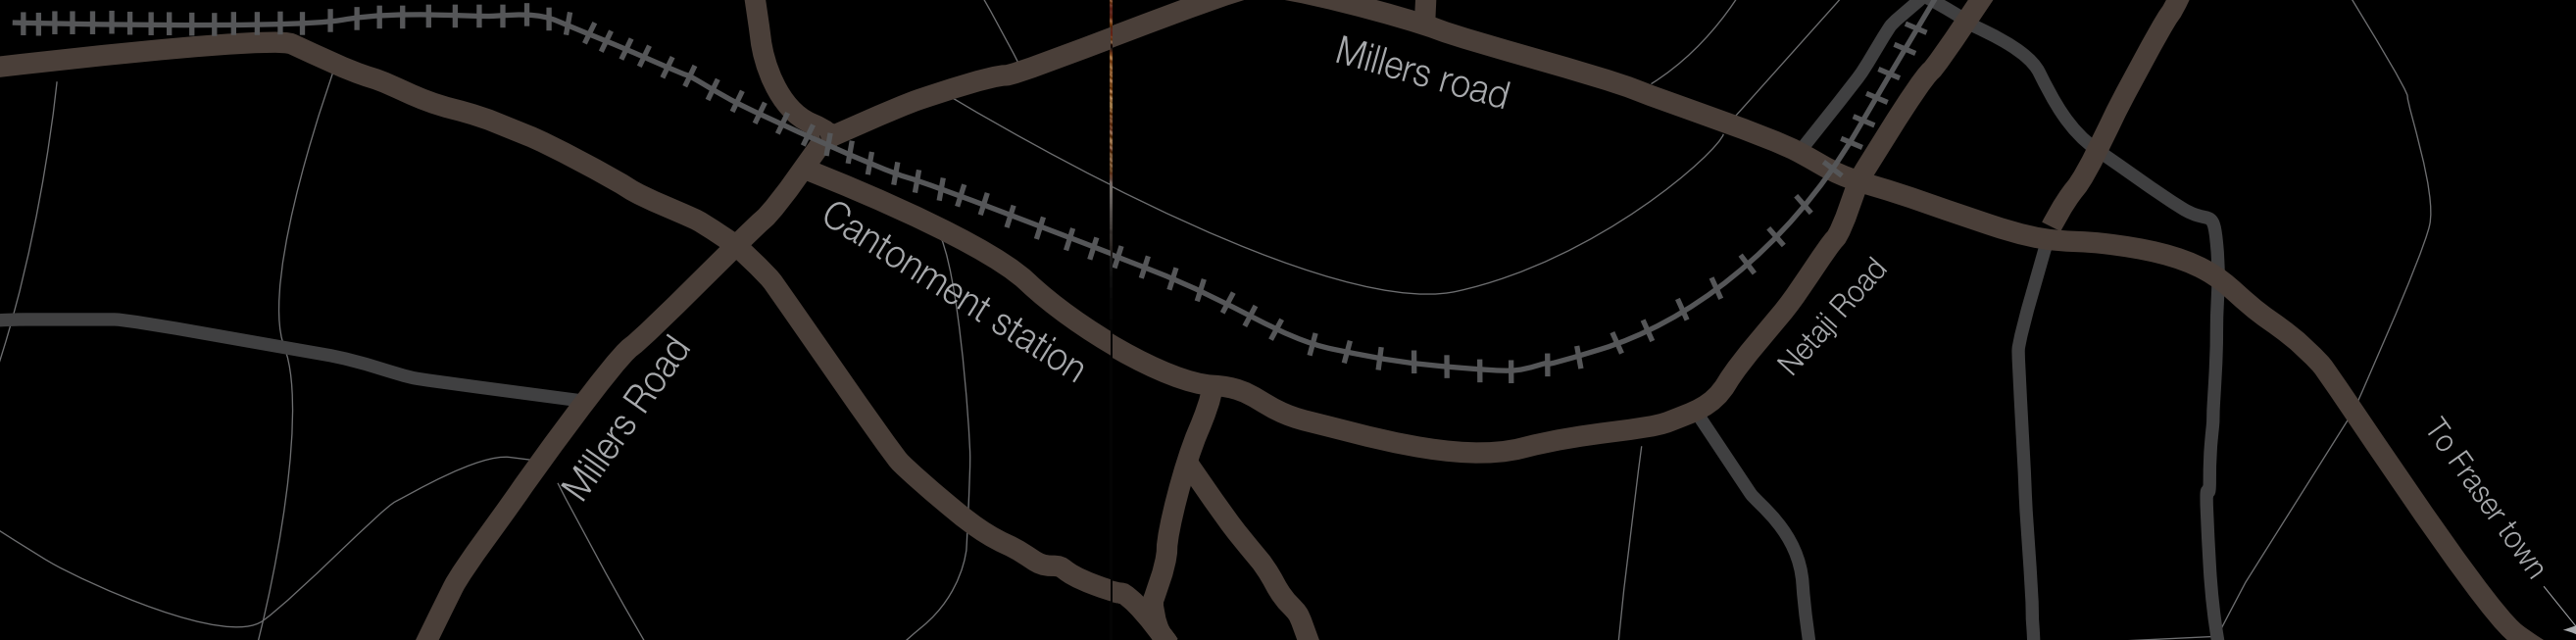 Millers road
Cantonment station
Netaji Road
Millers Road
To Fraser town